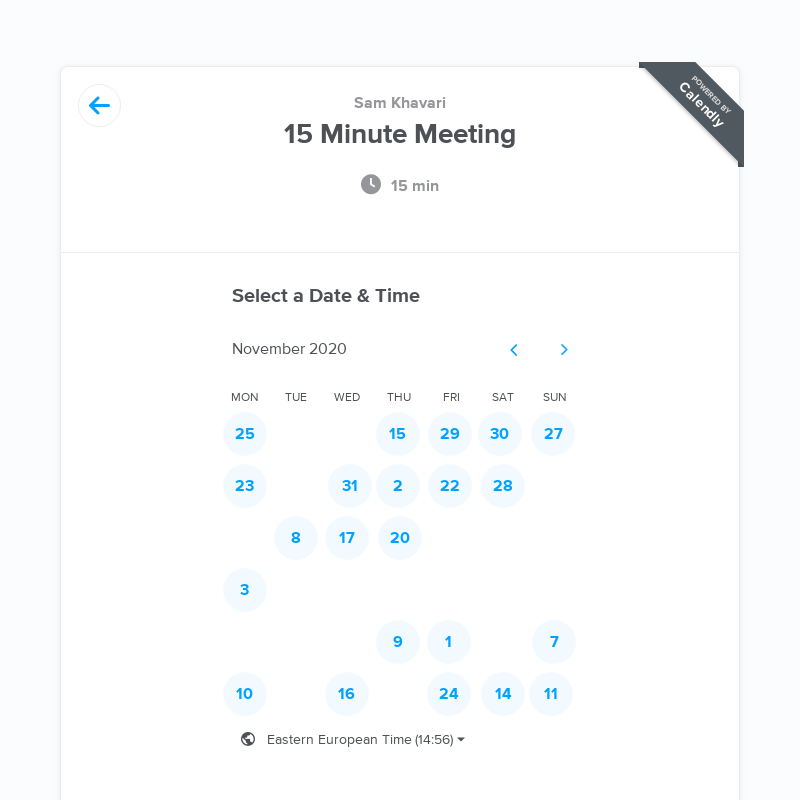 POWERED BY
Calendly
Sam Khavari
15 Minute Meeting
15 min
Select a Date & Time
November 2020
MON TUE WED THU FRI SAT SUN
25 15 29 30 27
23 31 2 22 28
8 17 20
3
9 1 7
10 16 24 14 11
Eastern European Time (14:56)